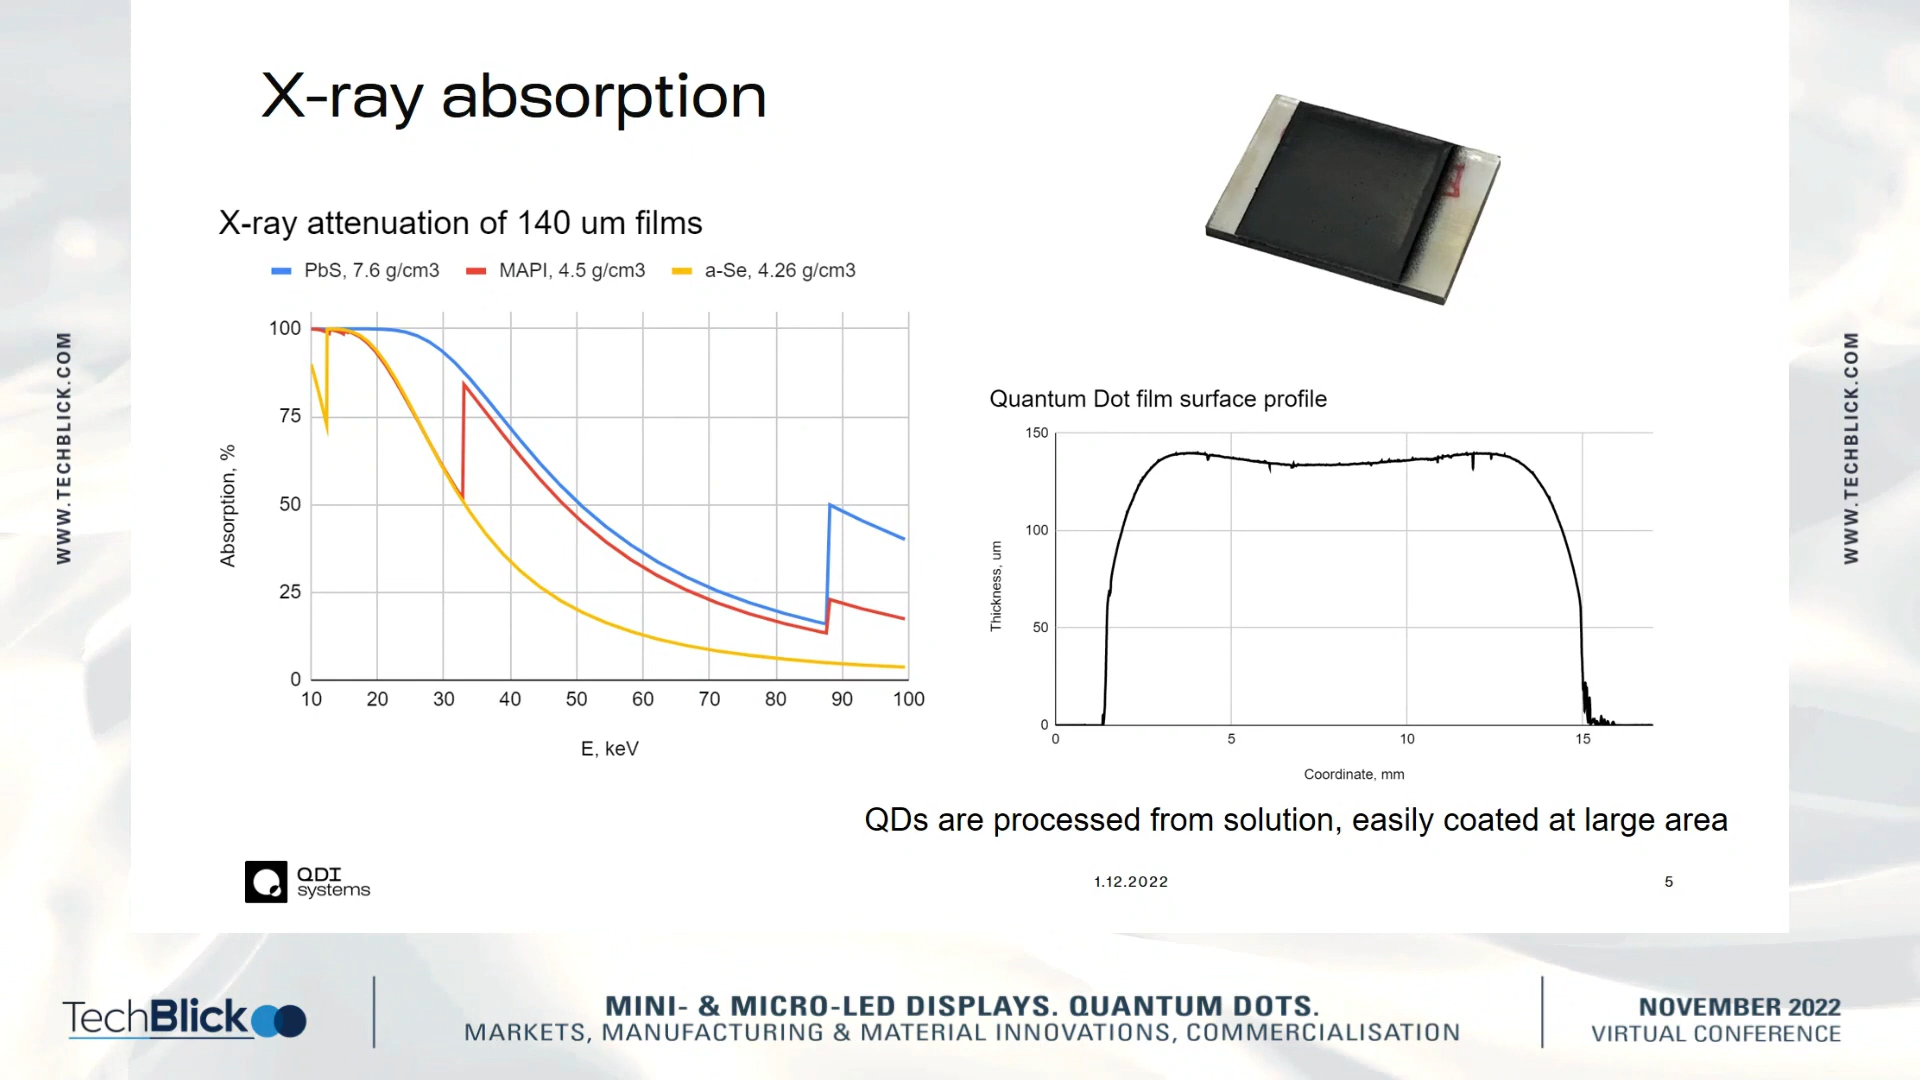 X-ray absorption
X-ray attenuation of 140 um films
PbS, 7.6 g/cm3 MAPI, 4.5 g/cm3 a-Se, 4.26 g/cm3
Absorption, %
100
75
50
25
0
10 20 30 40 50 60 70 80 90 100
E, keV
Quantum Dot film surface profile
Thickness, um
150
100
50
0
0 5 10 15
Coordinate, mm
QDs are processed from solution, easily coated at large area
QDI
systems
1.12.2022
5
WWW.TECHBLICK.COM
WWW.TECHBLICK.COM
TechBlick
MINI- & MICRO-LED DISPLAYS. QUANTUM DOTS.
MARKETS, MANUFACTURING & MATERIAL INNOVATIONS, COMMERCIALISATION
NOVEMBER 2022
VIRTUAL CONFERENCE